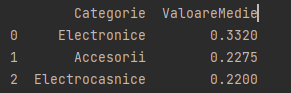 Categorie ValoareMedie
0 Electronice 0.3320
1 Accesorii 0.2275
2 Electrocasnice 0.2200